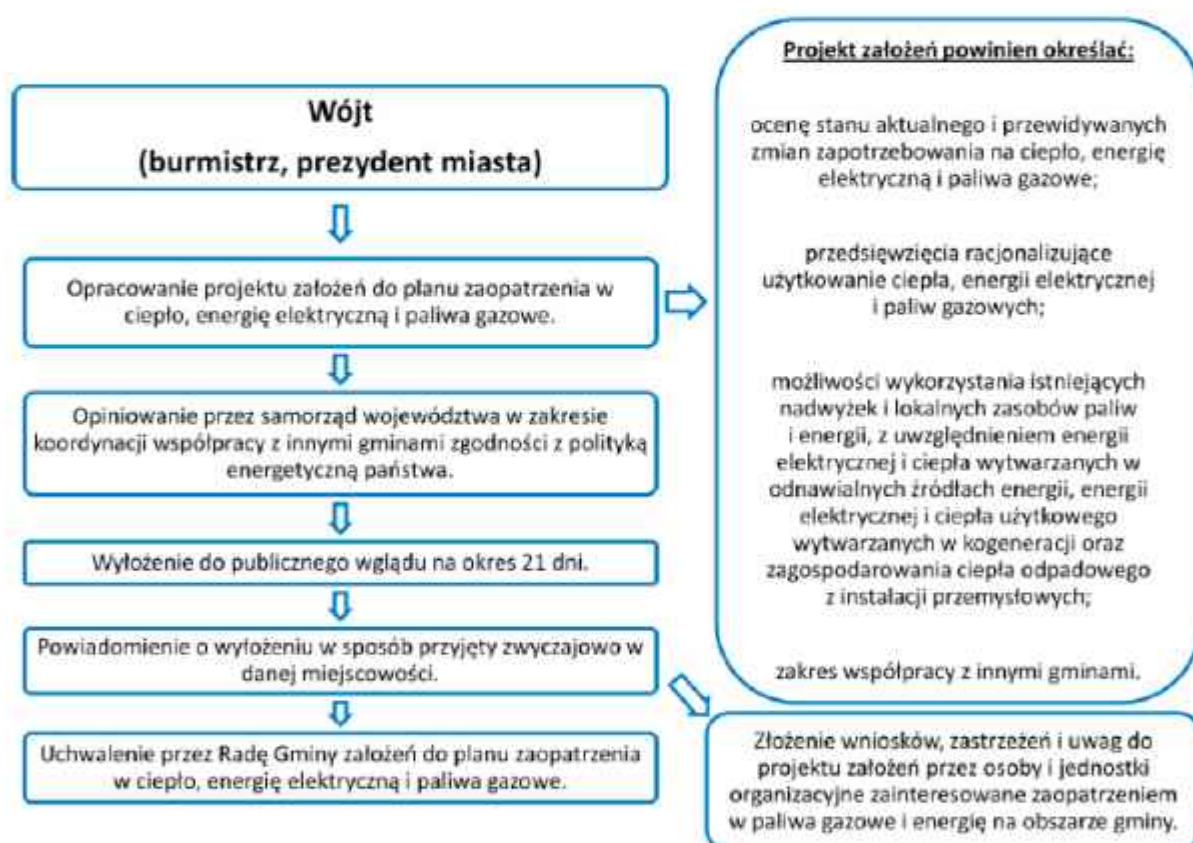 Wójt
(burmistrz, prezydent miasta)
Opracowanie projektu założeń do planu zaopatrzenia w
ciepło, energię elektryczną i paliwa gazowe.
Opiniowanie przez samorząd województwa w zakresie
koordynacji współpracy z innymi gminami zgodności z polityką
energetyczną państwa.
Wyłożenie do publicznego wglądu na okres 21 dni.
Powiadomienie o wyłożeniu w sposób przyjęty zwyczajowo w
danej miejscowości.
Uchwalenie przez Radę Gminy założeń do planu zaopatrzenia
w ciepło, energię elektryczną i paliwa gazowe.
Projekt założeń powinien określać:
ocenę stanu aktualnego i przewidywanych
zmian zapotrzebowania na ciepło, energię
elektryczną i paliwa gazowe;
przedsięwzięcia racjonalizujące
użytkowanie ciepła, energii elektrycznej
i paliw gazowych;
możliwości wykorzystania istniejących
nadwyżek i lokalnych zasobów paliw
i energii, z uwzględnieniem energii
elektrycznej i ciepła wytwarzanych w
odnawialnych źródłach energii, energii
elektrycznej i ciepła użytkowego
wytwarzanych w kogeneracji oraz
zagospodarowania ciepła odpadowego
z instalacji przemysłowych;
zakres współpracy z innymi gminami.
Złożenie wniosków, zastrzeżeń i uwag do
projektu założeń przez osoby i jednostki
organizacyjne zainteresowane zaopatrzeniem
w paliwa gazowe i energię na obszarze gminy.